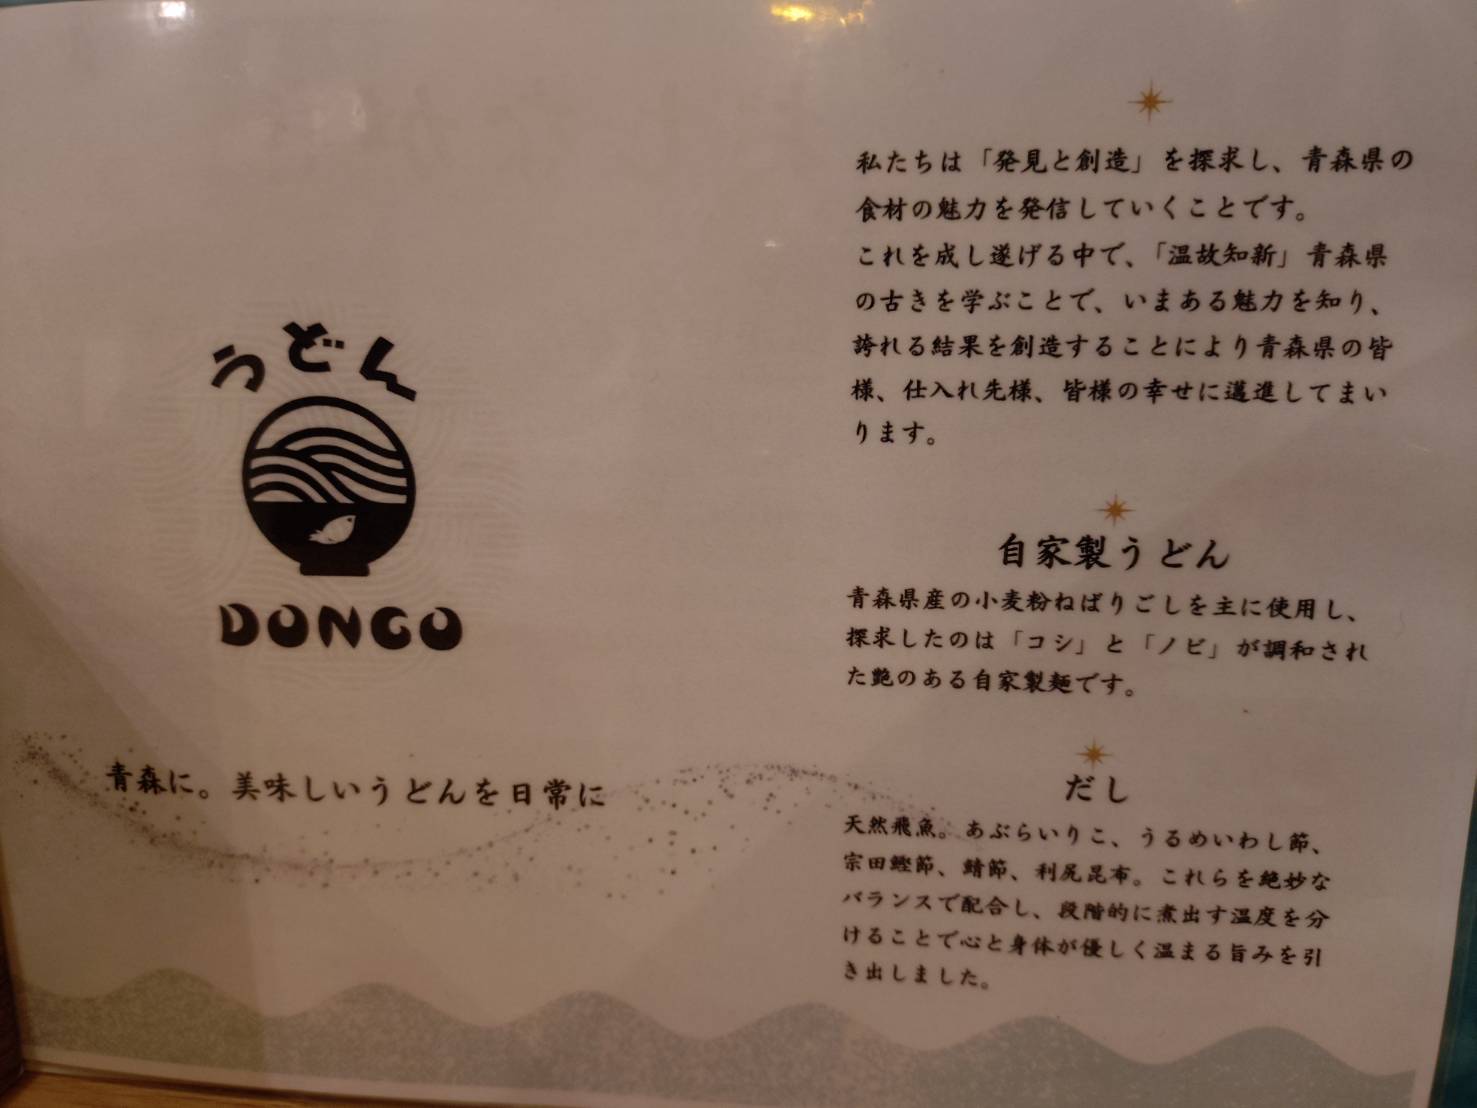 うどん
DONGO
青森に。美味しいうどんを日常に
私たちは「発見と創造」を探求し、青森県の
食材の魅力を発信していくことです。
これを成し遂げる中で、「温故知新」青森県
の古きを学ぶことで、いまある魅力を知り、
誇れる結果を創造することにより青森県の皆
様、仕入れ先様、皆様の幸せに邁進してまい
ります。
自家製うどん
青森県産の小麦粉ねばりごしを主に使用し、
探求したのは「コシ」と「ノビ」が調和され
た艶のある自家製麺です。
だし
天然飛魚。あぶらいりこ、うるめいわし節、
宗田鰹節、鯖節、利尻昆布。これらを絶妙な
バランスで配合し、段階的に煮出す温度を分
けることで心と身体が優しく温まる旨みを引
き出しました。